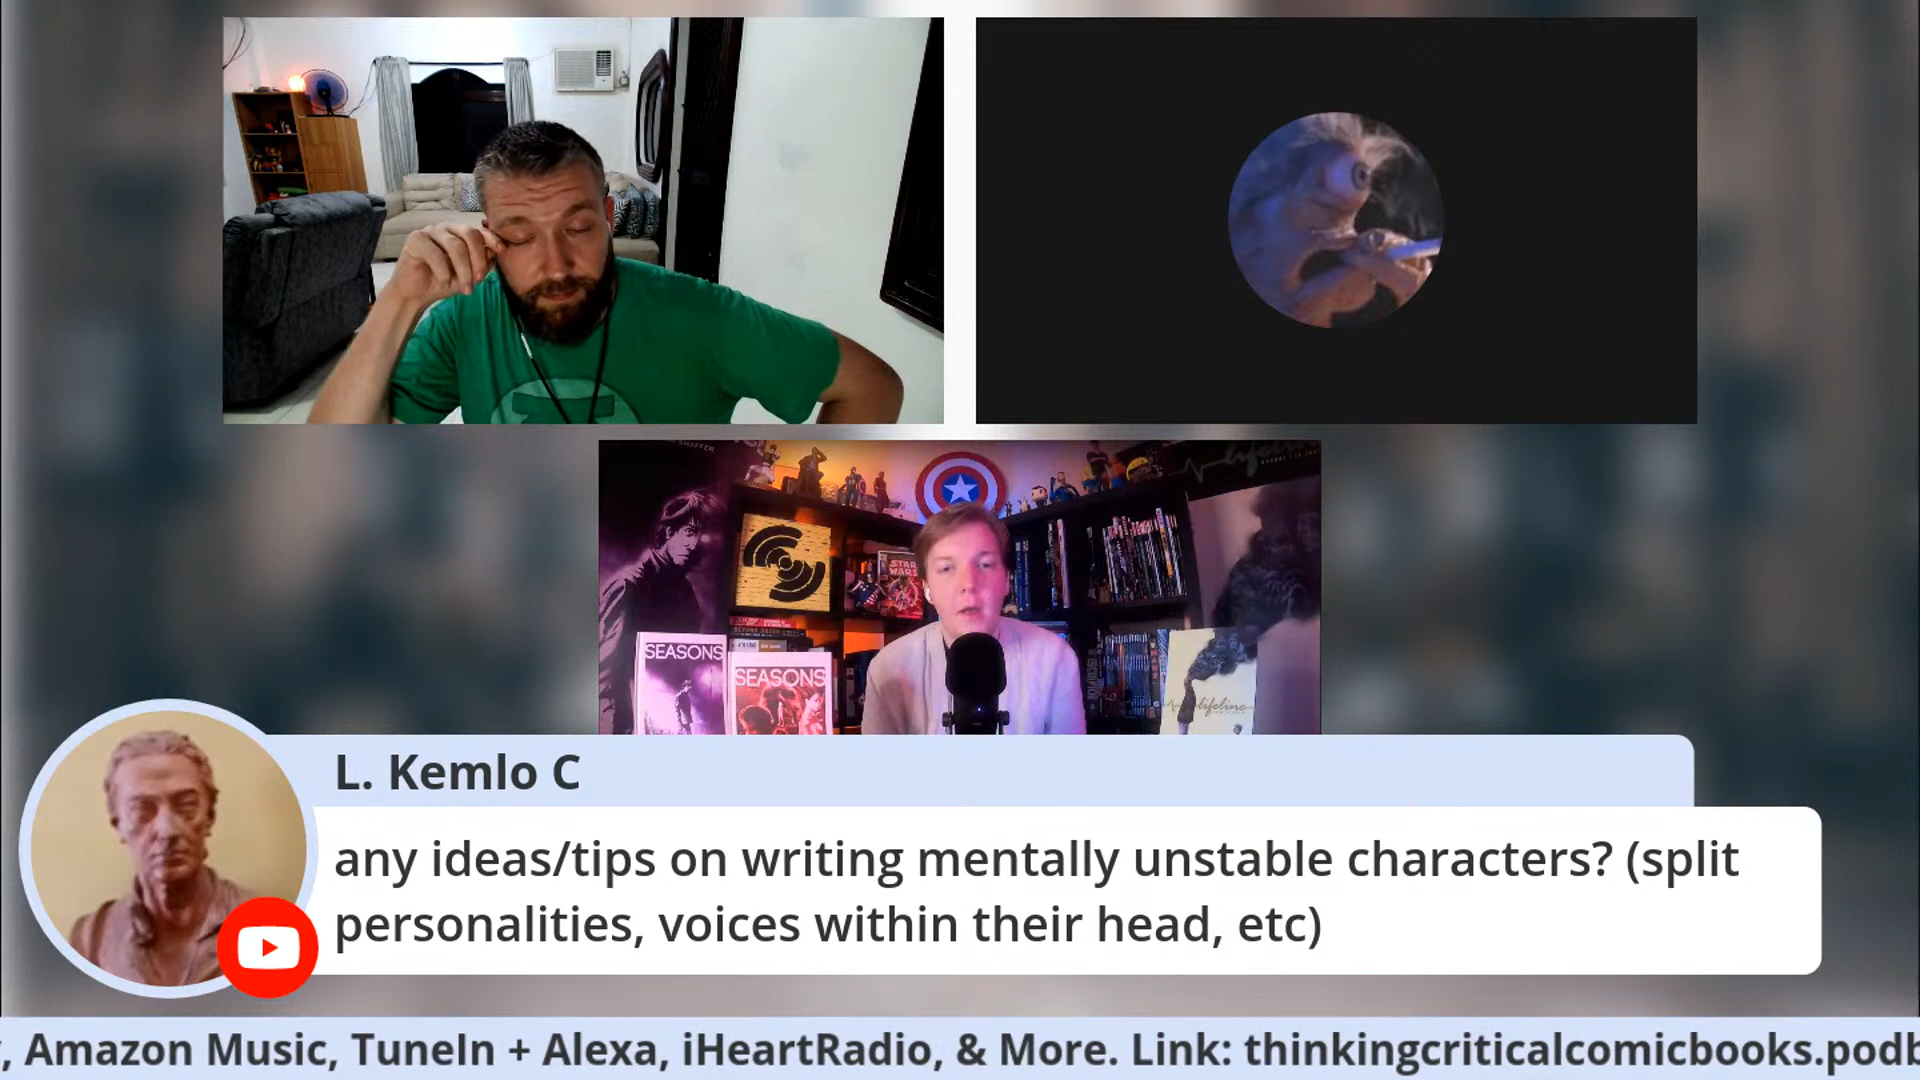 STAR
WARS
SEASONS
SEASONS
lifeline
L. Kemlo C
any ideas/tips on writing mentally unstable characters? (split
personalities, voices within their head, etc)
, Amazon Music, TuneIn + Alexa, iHeartRadio, & More. Link: thinkingcriticalcomicbooks.podb